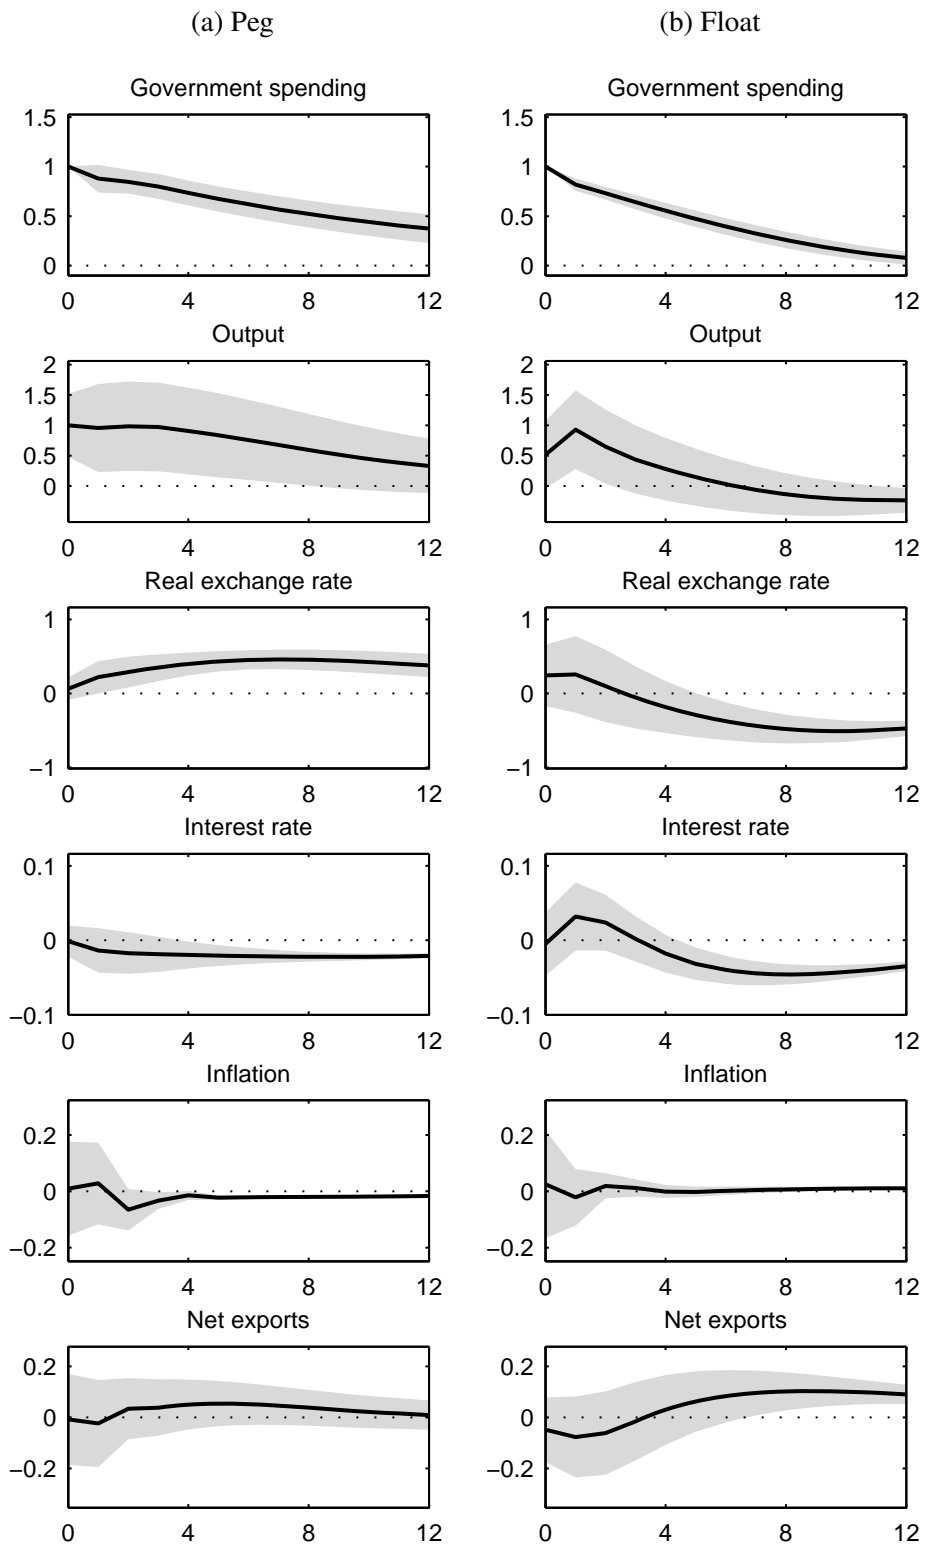 (a) Peg (b) Float
Government spending Government spending
1.5 1.5
1 1
0.5 0.5
0 0
0 4 8 12 0 4 8 12
Output Output
2 2
1.5 1.5
1 1
0.5 0.5
0 0
0 4 8 12 0 4 8 12
Real exchange rate Real exchange rate
1 1
0 0
−1 −1
0 4 8 12 0 4 8 12
Interest rate Interest rate
0.1 0.1
0 0
−0.1 −0.1
0 4 8 12 0 4 8 12
Inflation Inflation
0.2 0.2
0 0
−0.2 −0.2
0 4 8 12 0 4 8 12
Net exports Net exports
0.2 0.2
0 0
−0.2 −0.2
0 4 8 12 0 4 8 12